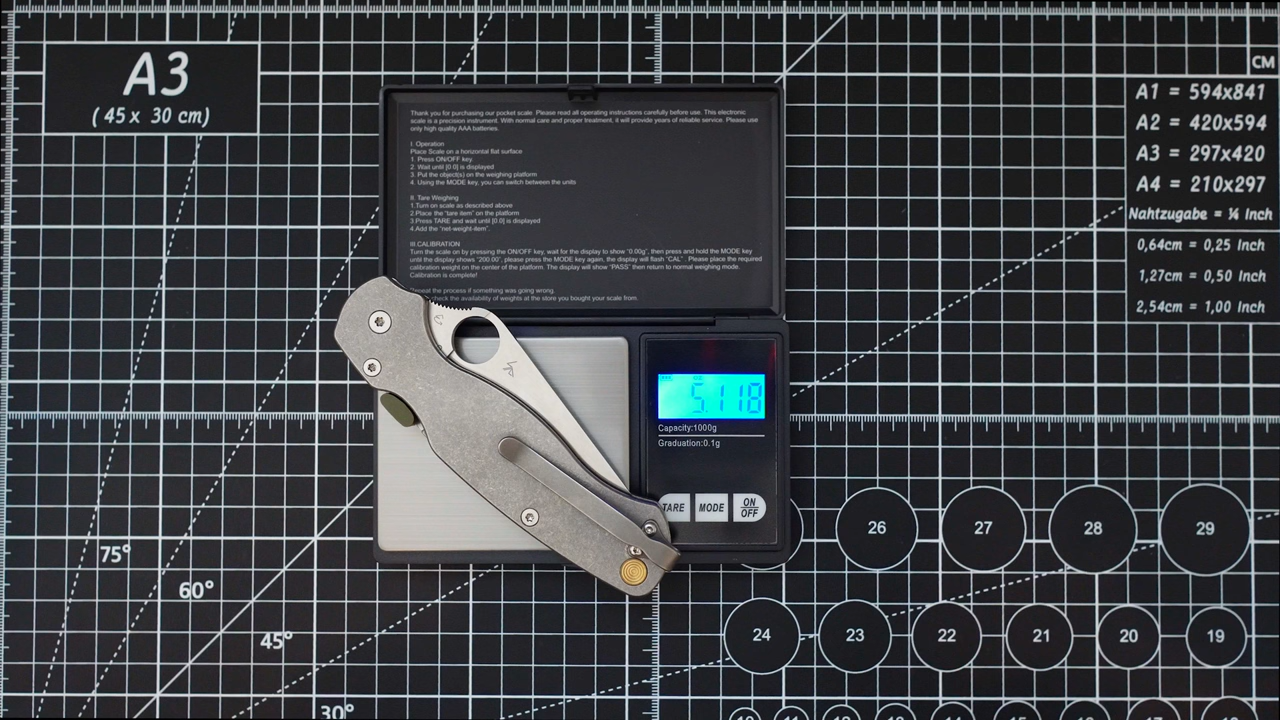 A3
( 45 x 30 cm)
CM
A1 = 594x841
A2 = 420x594
A3 = 297x420
A4 = 210x297
Nahtzugabe = ¼ Inch
0,64cm = 0,25 Inch
1,27cm = 0,50 Inch
2,54cm = 1,00 Inch
Thank you for purchasing our pocket scale. Please read all operating instructions carefully before use. This electronic
scale is a precision instrument. With normal care and proper treatment, it will provide years of reliable service. Please use
only high quality AAA batteries.
I. Operation
Place Scale on a horizontal flat surface
1. Press ON/OFF key.
2. Wait until [0.0] is displayed
3. Put the object(s) on the weighing platform
4. Using the MODE key, you can switch between the units
II. Tare Weighing
1.Turn on scale as described above
2.Place the "tare item" on the platform
3.Press TARE and wait until [0.0] is displayed
4.Add the "net-weight-item".
III.CALIBRATION
Turn the scale on by pressing the ON/OFF key, wait for the display to show "0.00g", then press and hold the MODE key
until the display shows "200.00", please press the MODE key again, the display will flash "CAL" . Please place the required
calibration weight on the center of the platform. The display will show "PASS" then return to normal weighing mode.
Calibration is complete!
Repeat the process if something was going wrong.
check the availability of weights at the store you bought your scale from.
5.118
Capacity:1000g
Graduation:0.1g
TARE
MODE
ON
OFF
26
27
28
29
24
23
22
21
20
19
75°
60°
45°
30°